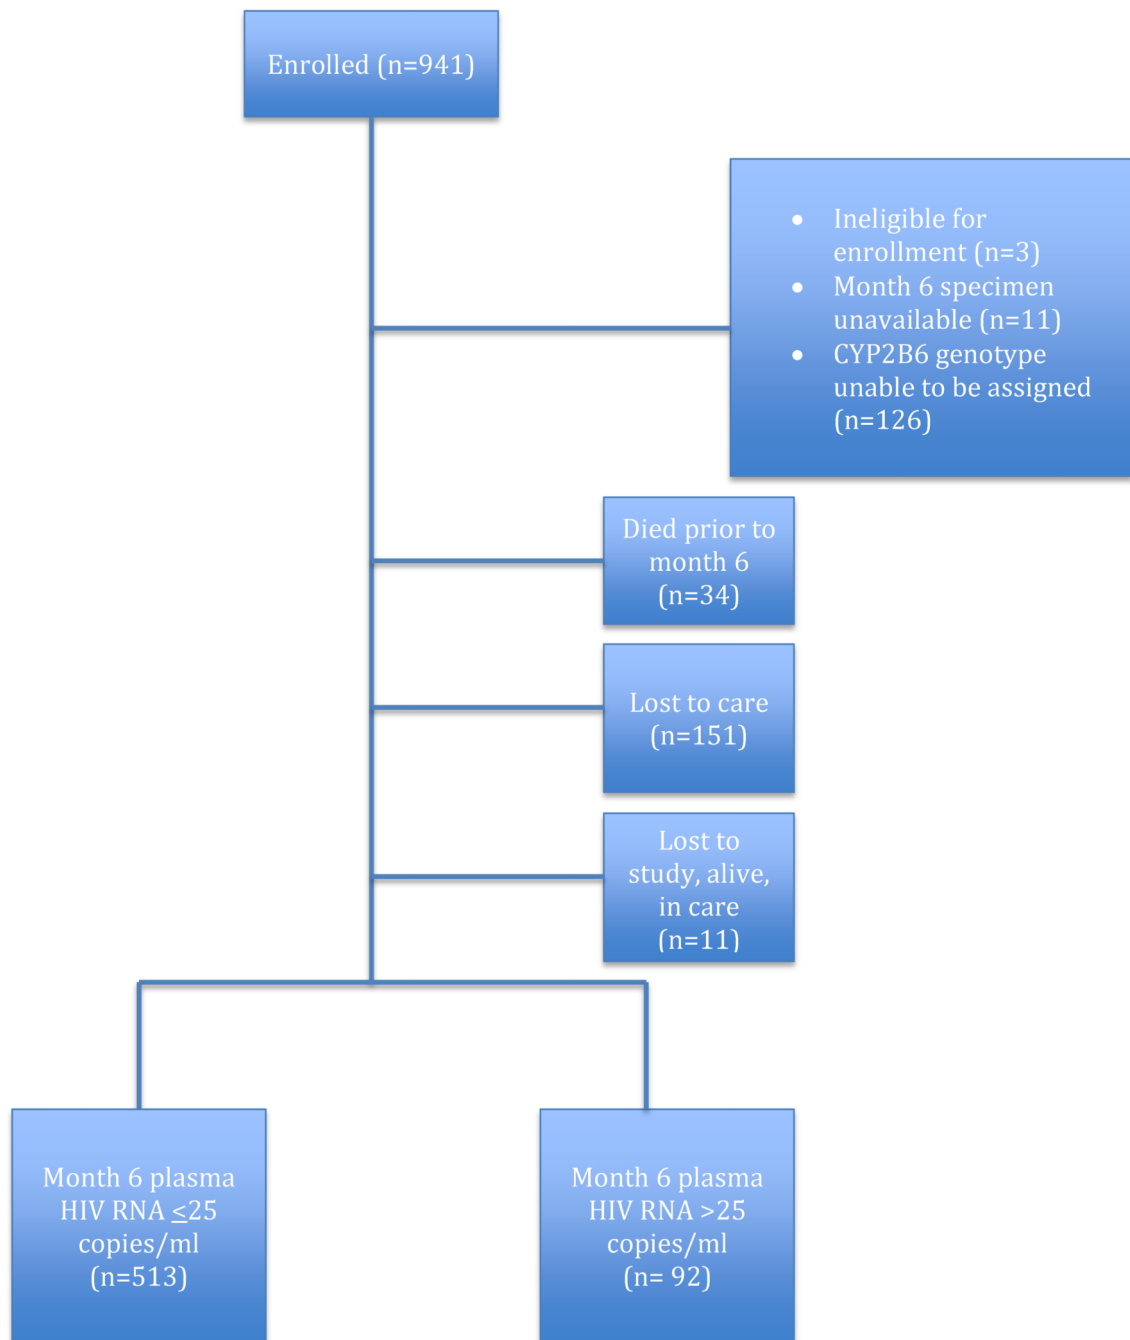 Enrolled (n=941)
• Ineligible for
enrollment (n=3)
• Month 6 specimen
unavailable (n=11)
• CYP2B6 genotype
unable to be assigned
(n=126)
Died prior to
month 6
(n=34)
Lost to care
(n=151)
Lost to
study, alive,
in care
(n=11)
Month 6 plasma
HIV RNA ≤25
copies/ml
(n=513)
Month 6 plasma
HIV RNA >25
copies/ml
(n= 92)